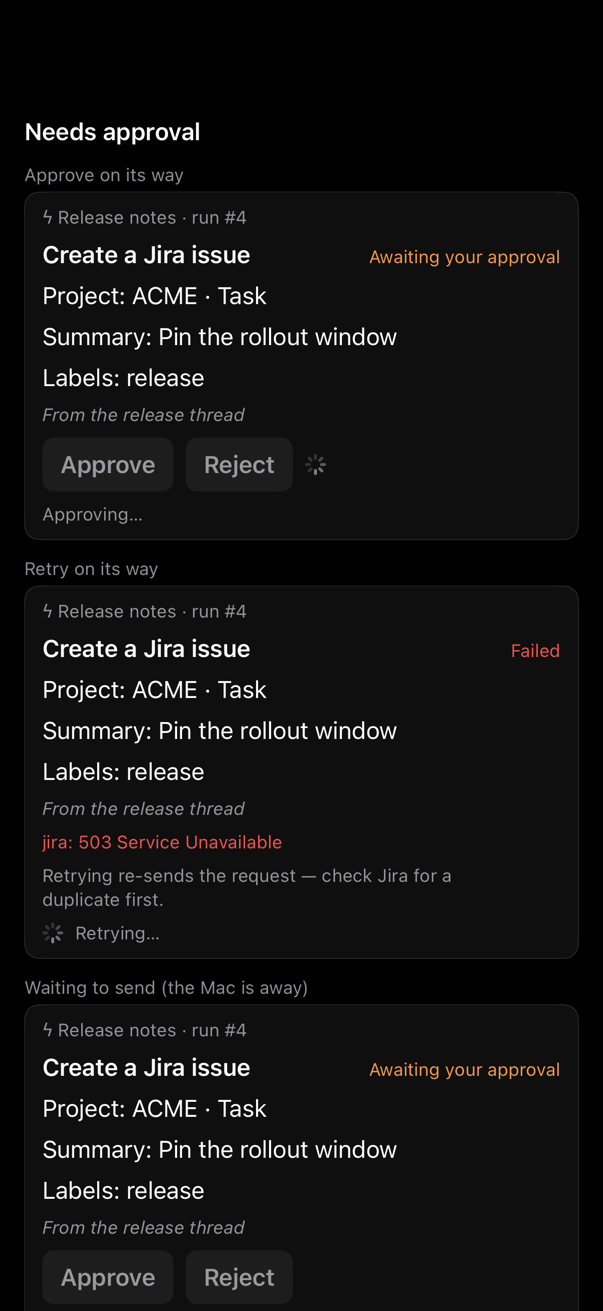 Needs approval
Approve on its way
ϟ Release notes · run #4
Create a Jira issue
Awaiting your approval
Project: ACME · Task
Summary: Pin the rollout window
Labels: release
From the release thread
Approve
Reject
Approving...
Retry on its way
ϟ Release notes · run #4
Create a Jira issue
Failed
Project: ACME · Task
Summary: Pin the rollout window
Labels: release
From the release thread
jira: 503 Service Unavailable
Retrying re-sends the request — check Jira for a
duplicate first.
Retrying...
Waiting to send (the Mac is away)
ϟ Release notes · run #4
Create a Jira issue
Awaiting your approval
Project: ACME · Task
Summary: Pin the rollout window
Labels: release
From the release thread
Approve
Reject